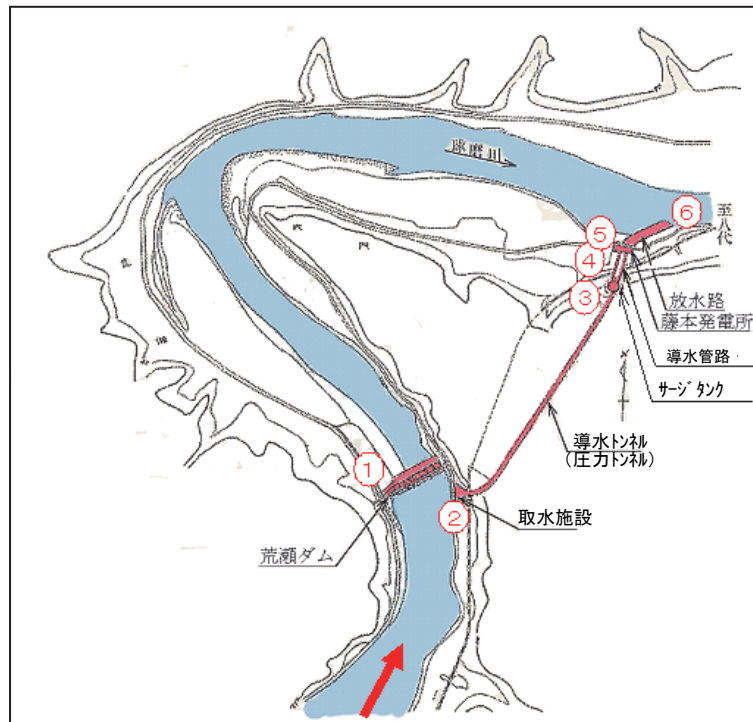 球磨川
至八代
⑥
⑤
④
③
放水路
藤本発電所
導水管路
サージタンク
導水トンネル
(圧力トンネル)
①
②
取水施設
荒瀬ダム